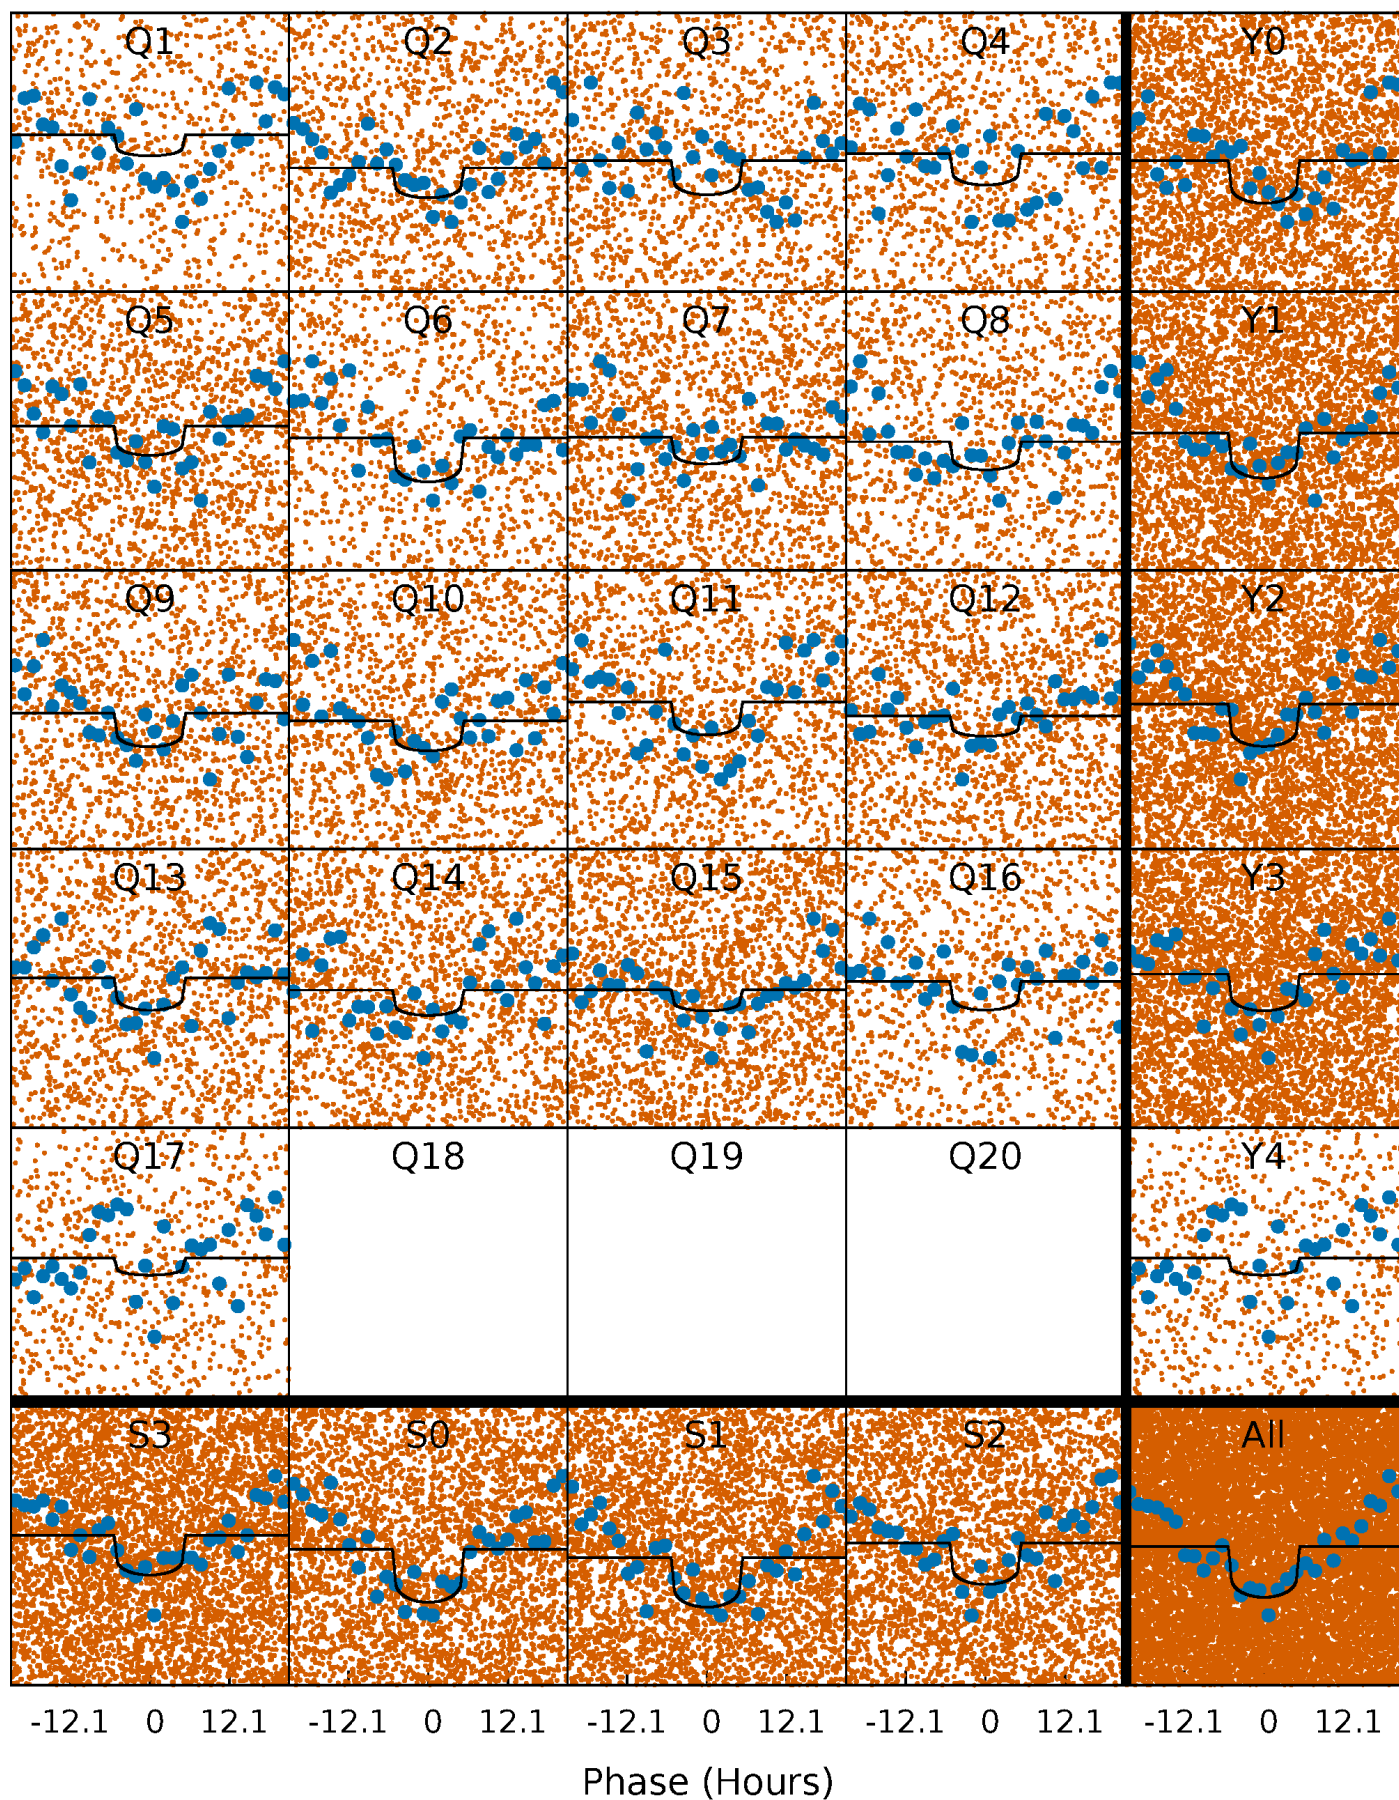 Q1 Q2 Q3 Q4 Y0
Q5 Q6 Q7 Q8 Y1
Q9 Q10 Q11 Q12 Y2
Q13 Q14 Q15 Q16 Y3
Q17 Q18 Q19 Q20 Y4
S3 S0 S1 S2 All
-12.1 0 12.1 -12.1 0 12.1 -12.1 0 12.1 -12.1 0 12.1 -12.1 0 12.1
Phase (Hours)